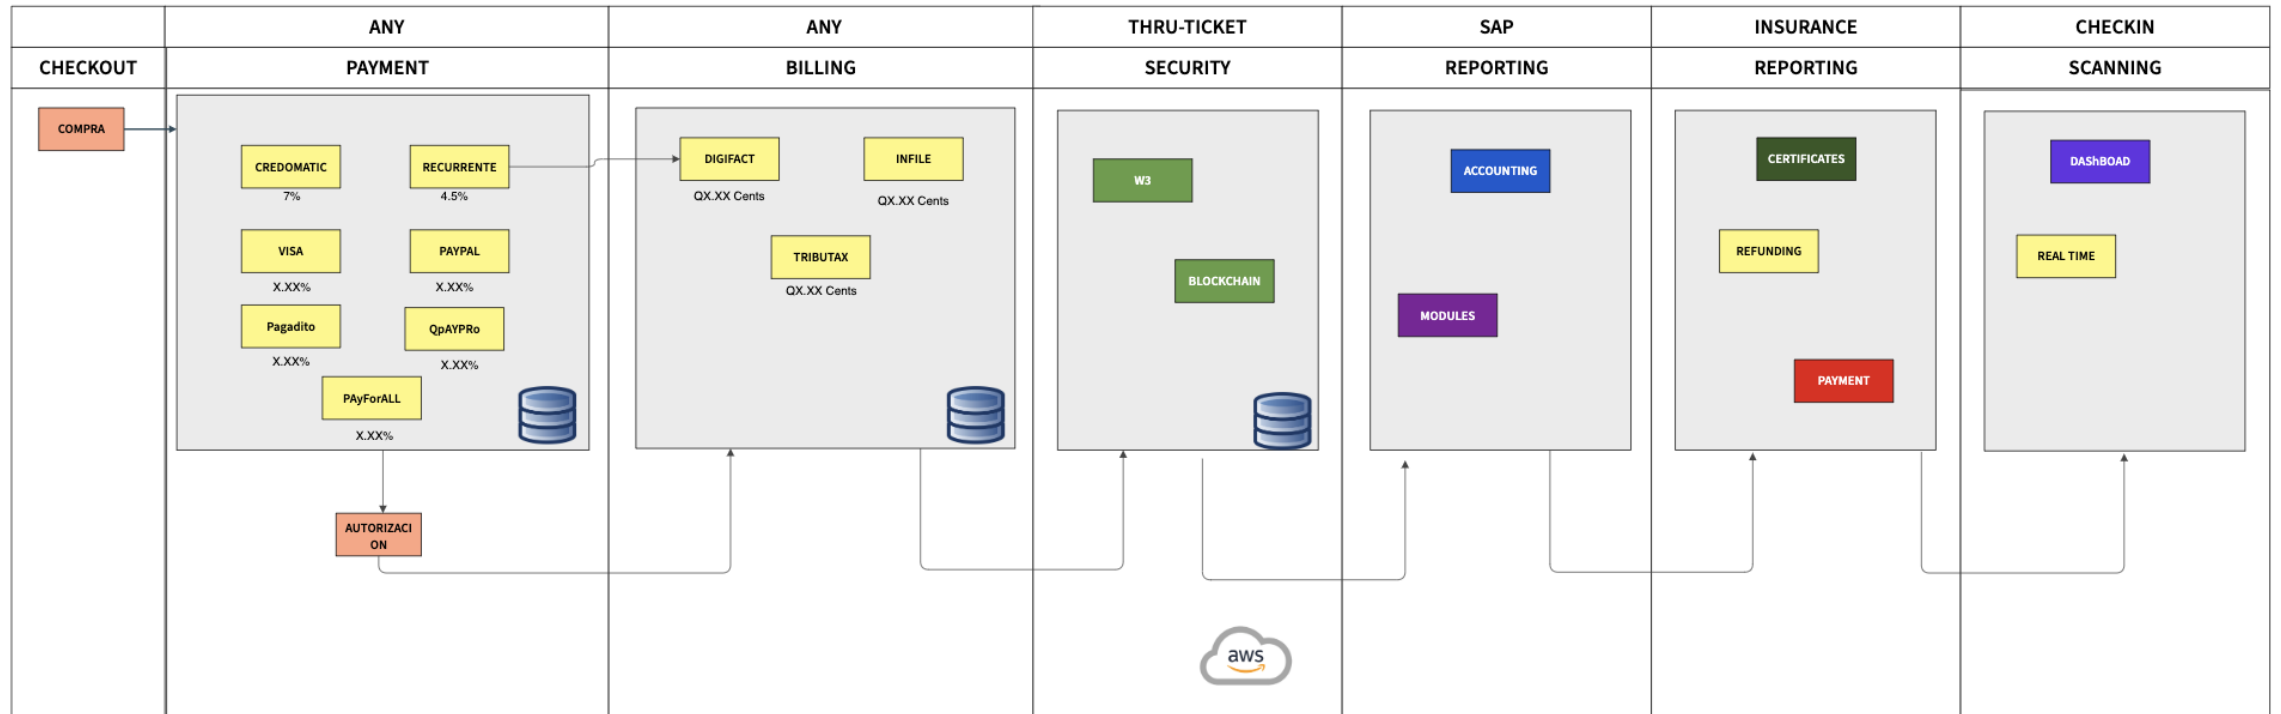 ANY
ANY
THRU-TICKET
SAP
INSURANCE
CHECKIN
CHECKOUT
PAYMENT
BILLING
SECURITY
REPORTING
REPORTING
SCANNING
COMPRA
CREDOMATIC
7%
RECURRENTE
4.5%
VISA
X.XX%
PAYPAL
X.XX%
Pagadito
X.XX%
QpAYPRo
X.XX%
PAyForALL
X.XX%
AUTORIZACI
ON
DIGIFACT
QX.XX Cents
INFILE
QX.XX Cents
TRIBUTAX
QX.XX Cents
W3
BLOCKCHAIN
ACCOUNTING
MODULES
CERTIFICATES
REFUNDING
PAYMENT
DAShBOAD
REAL TIME
aws